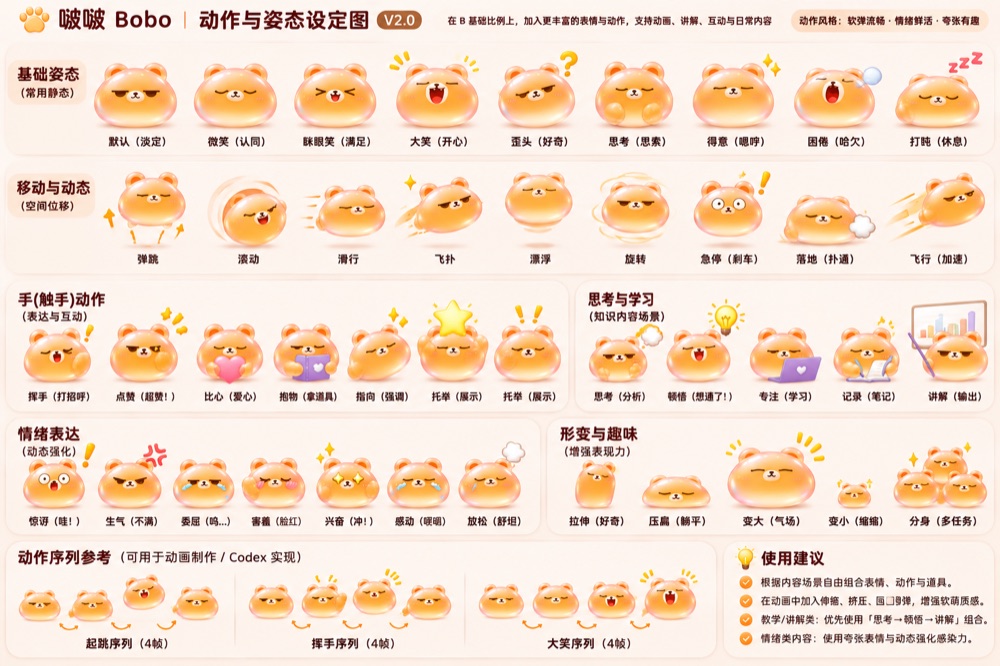 啵啵 Bobo
动作与姿态设定图 V2.0
在 B 基础比例上，加入更丰富的表情与动作，支持动画、讲解、互动与日常内容
动作风格：软弹流畅 · 情绪鲜活 · 夸张有趣
基础姿态
（常用静态）
zzz
默认（淡定）
微笑（认同）
眯眼笑（满足）
大笑（开心）
歪头（好奇）
思考（思索）
得意（嗯哼）
困倦（哈欠）
打盹（休息）
移动与动态
（空间位移）
弹跳
滚动
滑行
飞扑
漂浮
旋转
急停（刹车）
落地（扑通）
飞行（加速）
手(触手)动作
（表达与互动）
挥手（打招呼）
点赞（超赞！）
比心（爱心）
抱物（拿道具）
指向（强调）
托举（展示）
托举（展示）
思考与学习
（知识内容场景）
思考（分析）
顿悟（想通了！）
专注（学习）
记录（笔记）
讲解（输出）
情绪表达
（动态强化）
惊讶（哇！）
生气（不满）
委屈（呜...）
害羞（脸红）
兴奋（冲！）
感动（暖暖）
放松（舒坦）
形变与趣味
（增强表现力）
拉伸（好奇）
压扁（躺平）
变大（气场）
变小（缩缩）
分身（多任务）
动作序列参考（可用于动画制作 / Codex 实现）
起跳序列（4帧）
挥手序列（4帧）
大笑序列（4帧）
使用建议
根据内容场景自由组合表情、动作与道具。
在动画中加入伸缩、挤压、弹，增强软萌质感。
教学/讲解类：优先使用「思考→顿悟→讲解」组合。
情绪类内容：使用夸张表情与动态强化感染力。